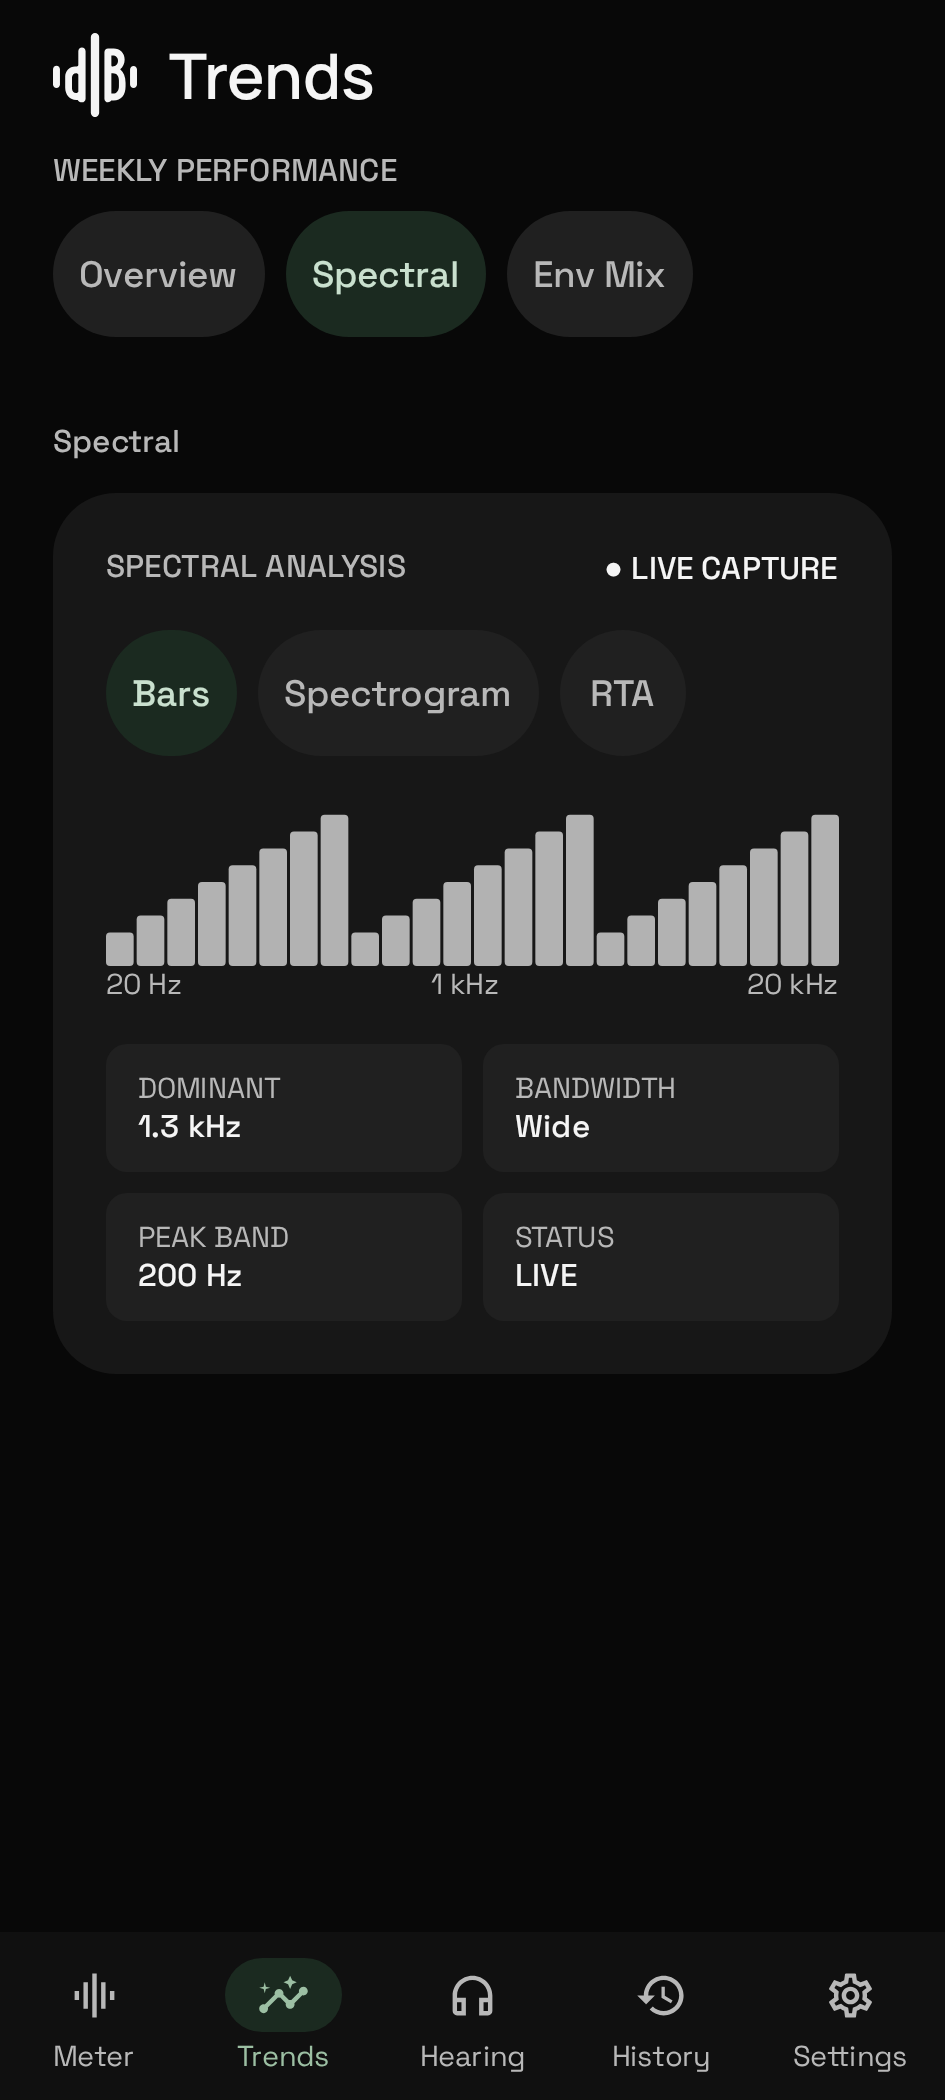 dB Trends
WEEKLY PERFORMANCE
Overview Spectral Env Mix
Spectral
SPECTRAL ANALYSIS ● LIVE CAPTURE
Bars Spectrogram RTA
20 Hz 1 kHz 20 kHz
DOMINANT BANDWIDTH
1.3 kHz Wide
PEAK BAND STATUS
200 Hz LIVE
Meter Trends Hearing History Settings